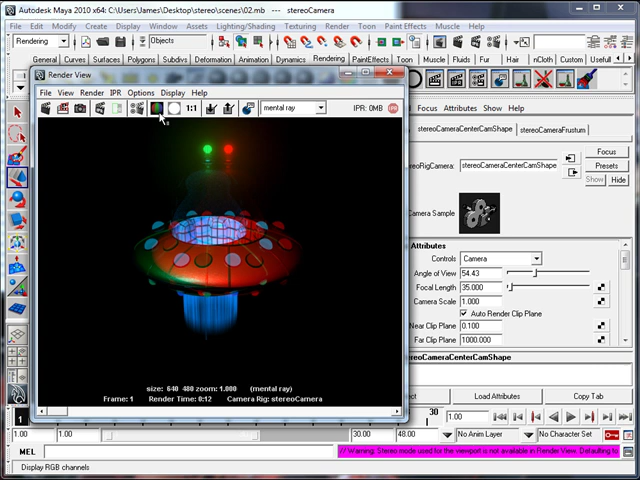 Autodesk Maya 2010 x64: C:\Users\James\Desktop\stereo\scenes\02.mb --- stereoCamera
File Edit Modify Create Display Window Assets Lighting/Shading Texturing Render Toon Paint Effects Muscle Help
Rendering
Objects
General Curves Surfaces Polygons Subdivs Deformation Animation Dynamics Rendering PaintEffects Toon Muscle Fluids Fur Hair nCloth Custom Vuextreme
Render View
File View Render IPR Options Display Help
1:1
mental ray
IPR: 0MB
Focus Attributes Show Help
stereoCameraCenterCamShape
stereoCameraFrustum
eoRigCamera:
stereoCameraCenterCamShape
Focus
Presets
Show
Hide
Camera Sample
Attributes
Controls
Camera
Angle of View
54.43
Focal Length
35.000
Camera Scale
1.000
Auto Render Clip Plane
Near Clip Plane
0.100
Far Clip Plane
1000.000
eoCameraCenterCamShape
Load Attributes
Copy Tab
size: 640 480 zoom: 1.000 (mental ray)
Frame: 1 Render Time: 0:12 Camera Rig: stereoCamera
1
30
1.00
1.00
1.00
30.00
48.00
No Anim Layer
No Character Set
MEL
// Warning: Stereo mode used for the viewport is not available in Render View. Defaulting to
Display RGB channels